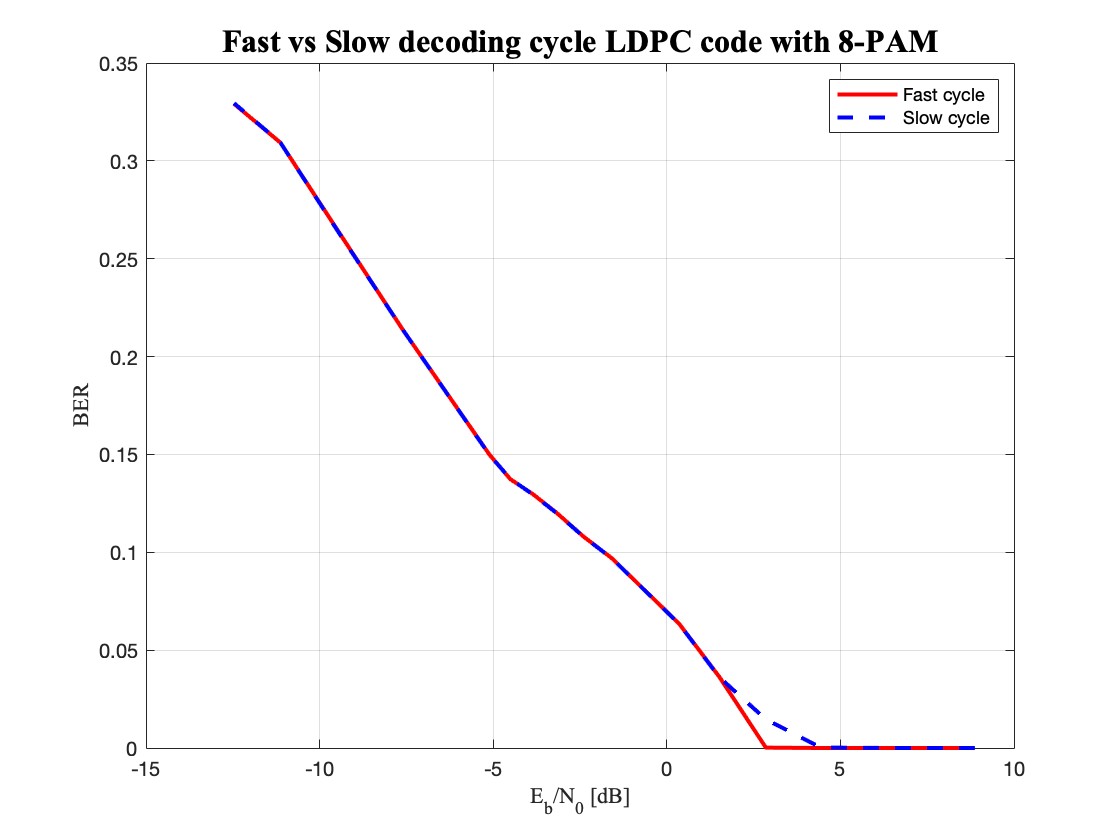 Fast vs Slow decoding cycle LDPC code with 8-PAM
0.35
0.3
0.25
0.2
0.15
0.1
0.05
0
BER
Fast cycle
Slow cycle
-15 -10 -5 0 5 10
E_b/N_0 [dB]